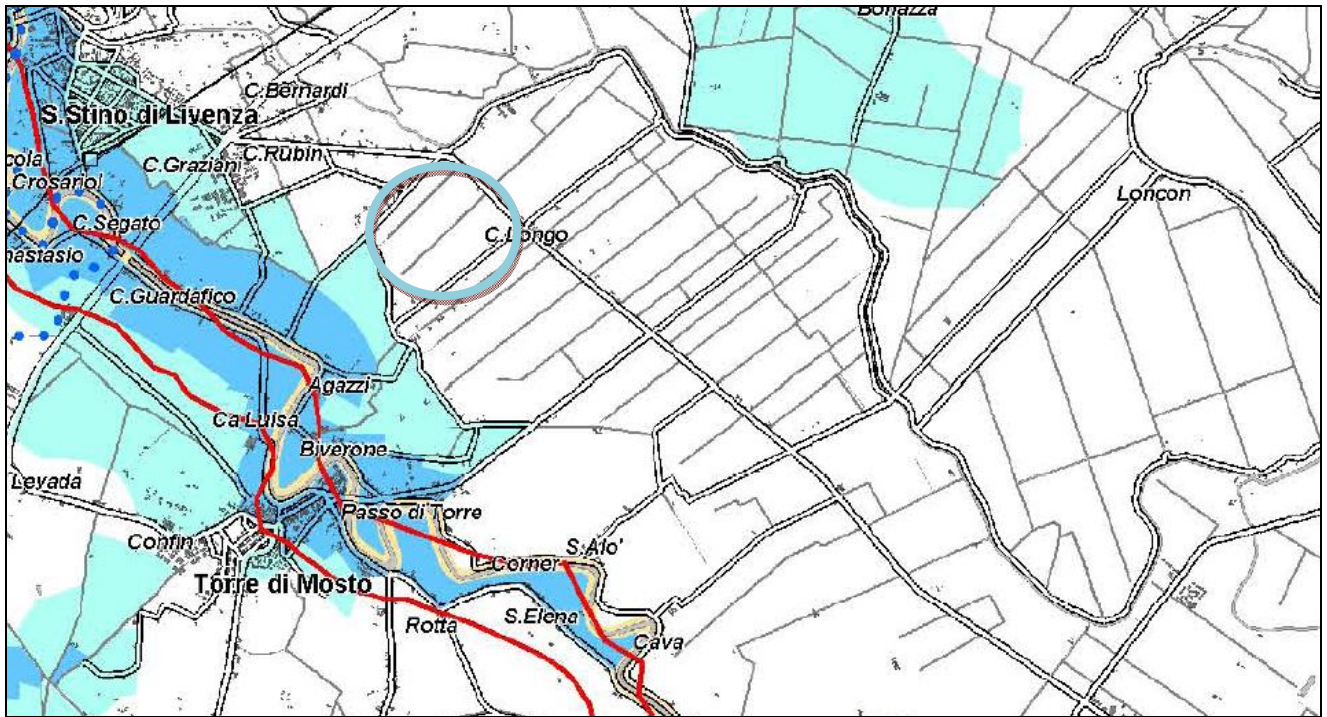 Bonazza
C.Bernardi
S.Stino di Livenza
C.Rubin
C.Graziani
cola
Crosariol
Loncon
C.Segato
C.Longo
nastasio
C.Guardafico
Agazzi
Ca Luisa
Biverone
Levada
Passo di Torre
Confin
S.Alo'
Corner
Torre di Mosto
S.Elena
Rotta
Cava